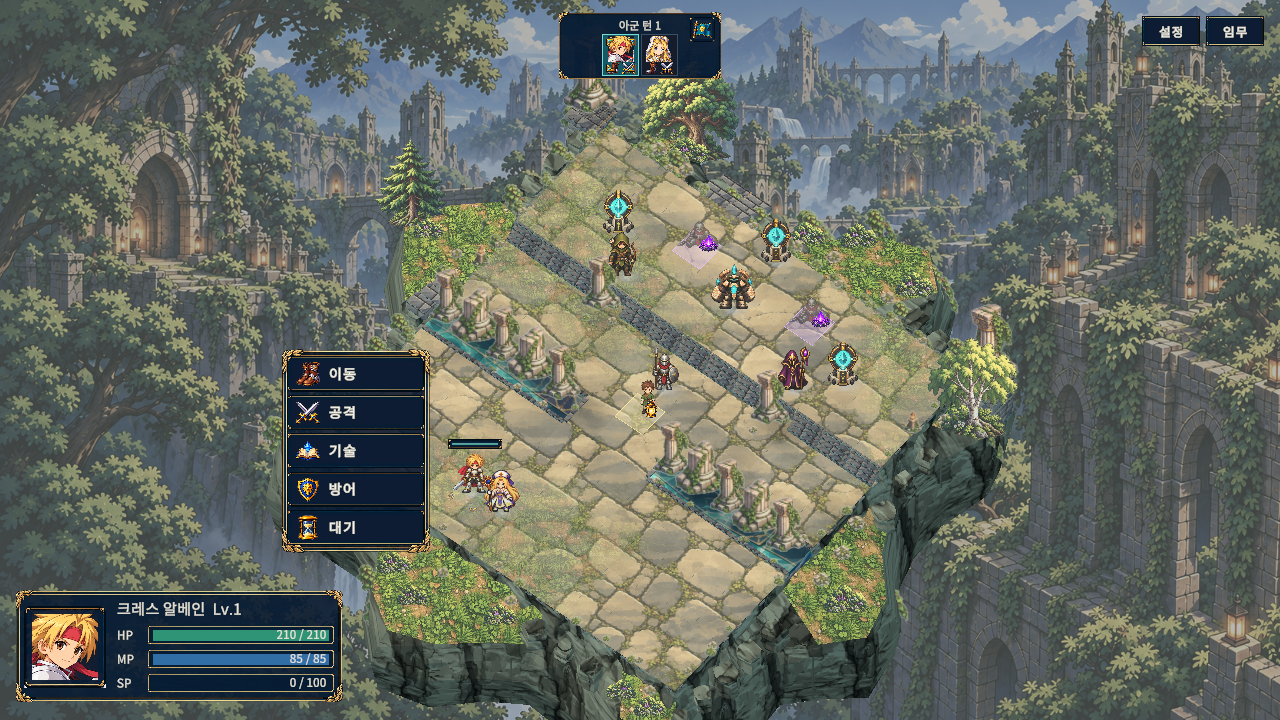 아군 턴 1
설정
임무
이동
공격
기술
방어
대기
크레스 알베인 Lv.1
HP 210 / 210
MP 85 / 85
SP 0 / 100